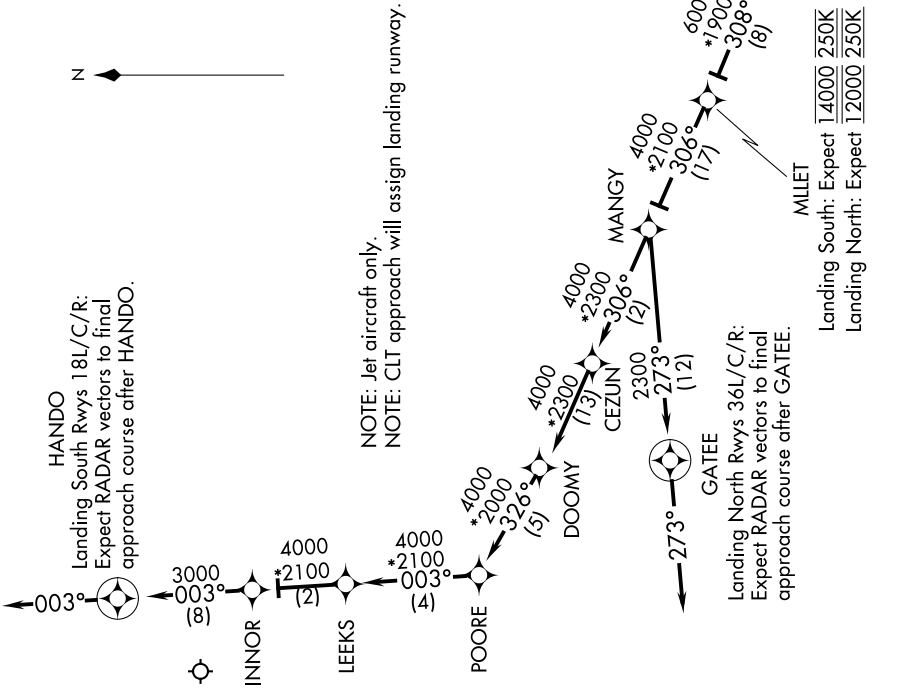 N
HANDO
Landing South Rwys 18L/C/R:
Expect RADAR vectors to final
approach course after HANDO.
NOTE: Jet aircraft only.
NOTE: CLT approach will assign landing runway.
003°
3000
003°
(8)
INNOR
4000
*2100
(2)
LEEKS
4000
*2100
003°
(4)
POORE
4000
*2000
326°
(5)
DOOMY
4000
*2300
(13)
CEZUN
4000
*2300
306°
(2)
MANGY
4000
*2100
306°
(17)
600
*1900
308°
(8)
MLLET
Landing South: Expect 14000 250K
Landing North: Expect 12000 250K
2300
273°
(12)
GATEE
Landing North Rwys 36L/C/R:
Expect RADAR vectors to final
approach course after GATEE.
273°